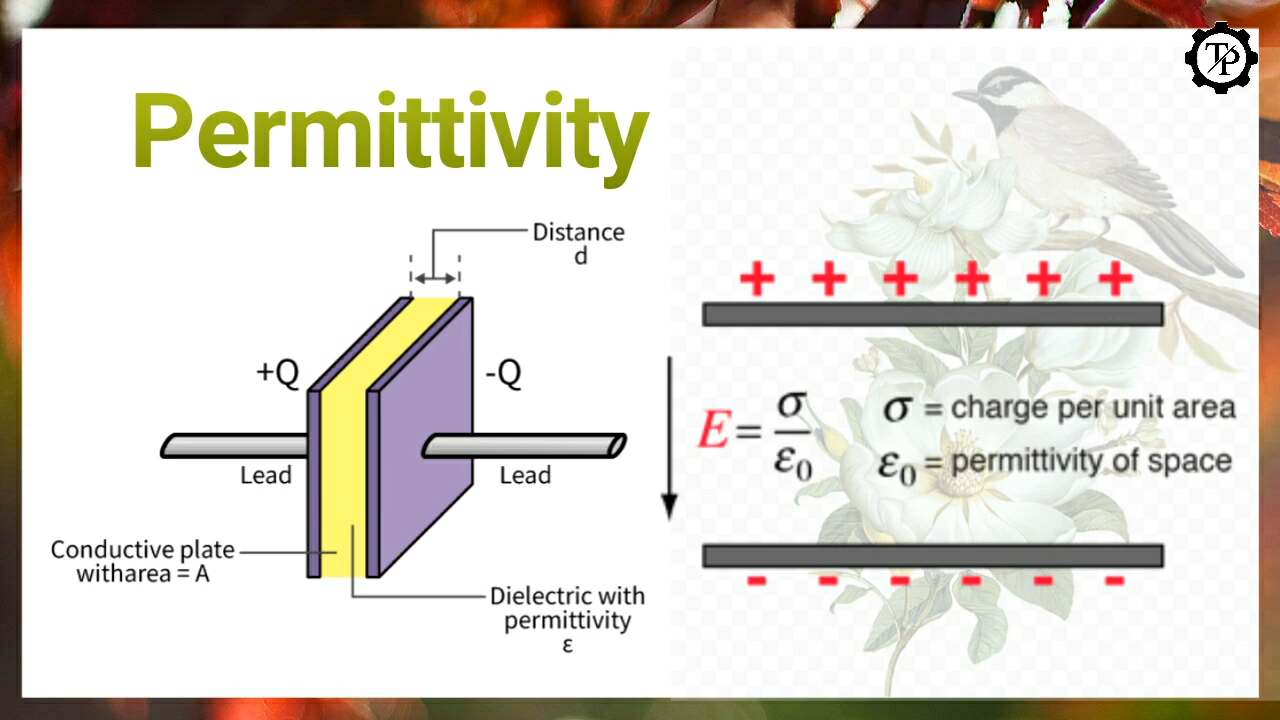 TP
Permittivity
Distance
d
+Q
-Q
Lead
Lead
Conductive plate
witharea = A
Dielectric with
permittivity
ε
+ + + + + +
E = σ/ε₀
σ = charge per unit area
ε₀ = permittivity of space
- - - - - -